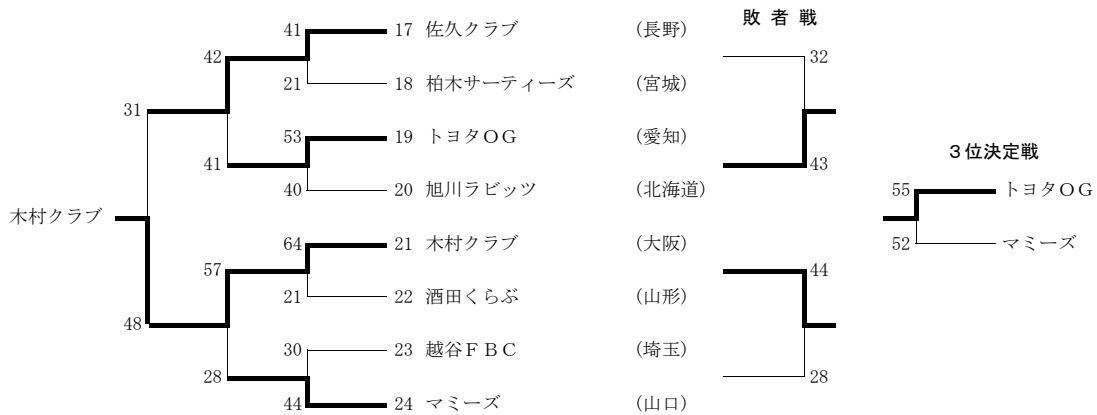 敗 者 戦
41 17 佐久クラブ (長野)
42 32
21 18 柏木サーティーズ (宮城)
31
53 19 トヨタOG (愛知)
41 43 3位決定戦
40 20 旭川ラビッツ (北海道) 55 トヨタOG
木村クラブ
64 21 木村クラブ (大阪) 52 マミーズ
57 44
21 22 酒田くらぶ (山形)
48
30 23 越谷FBC (埼玉)
28 28
44 24 マミーズ (山口)